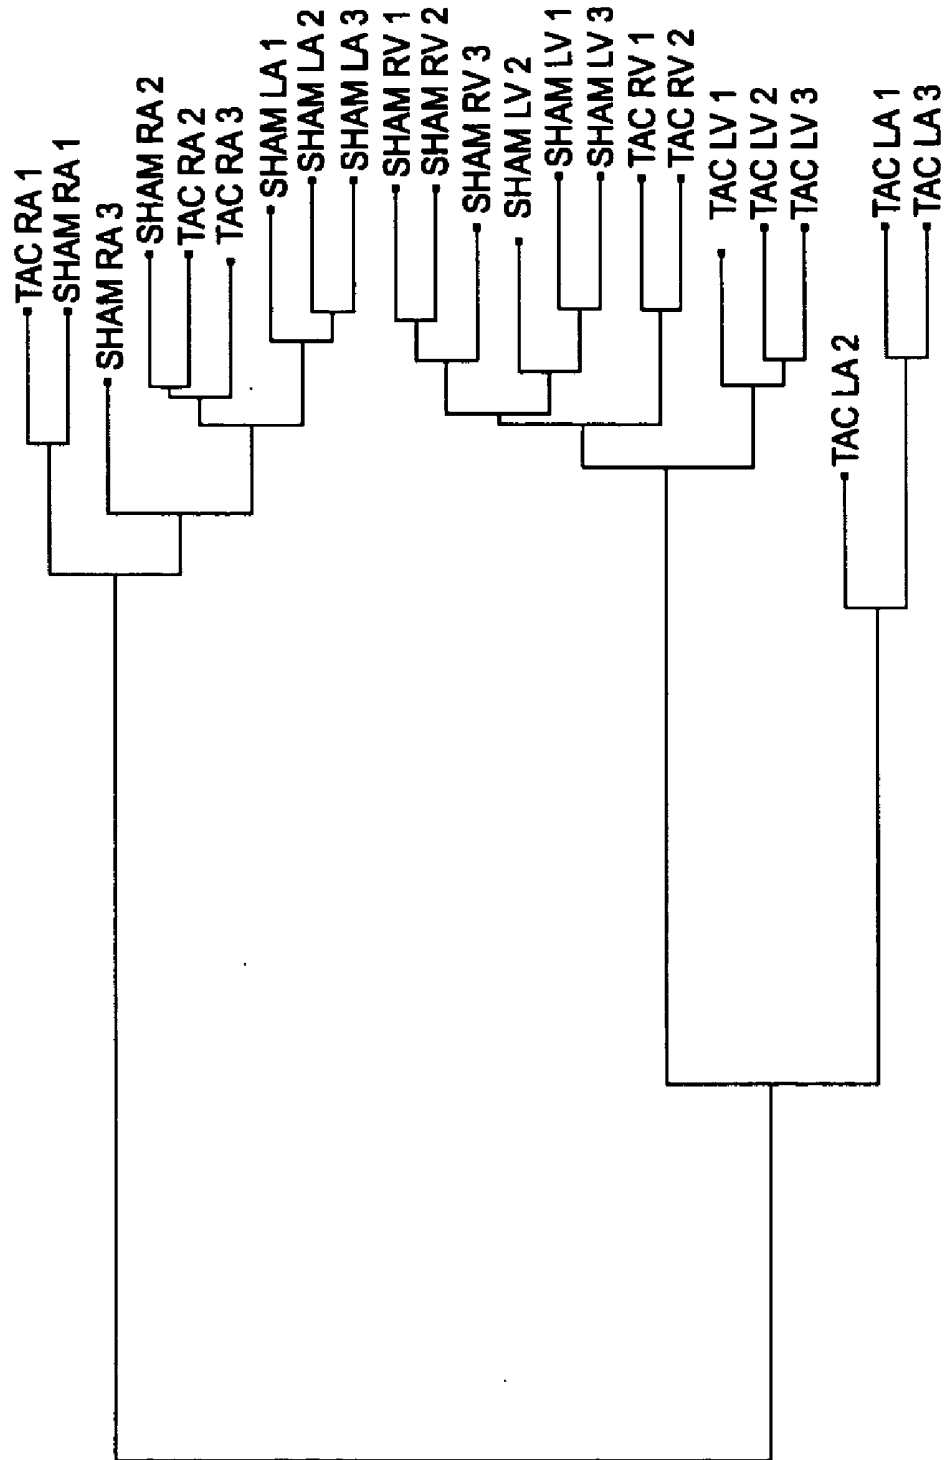 TAC RA 1
SHAM RA 1
SHAM RA 3
SHAM RA 2
TAC RA 2
TAC RA 3
SHAM LA 1
SHAM LA 2
SHAM LA 3
SHAM RV 1
SHAM RV 2
SHAM RV 3
SHAM LV 2
SHAM LV 1
SHAM LV 3
TAC RV 1
TAC RV 2
TAC LV 1
TAC LV 2
TAC LV 3
TAC LA 2
TAC LA 1
TAC LA 3